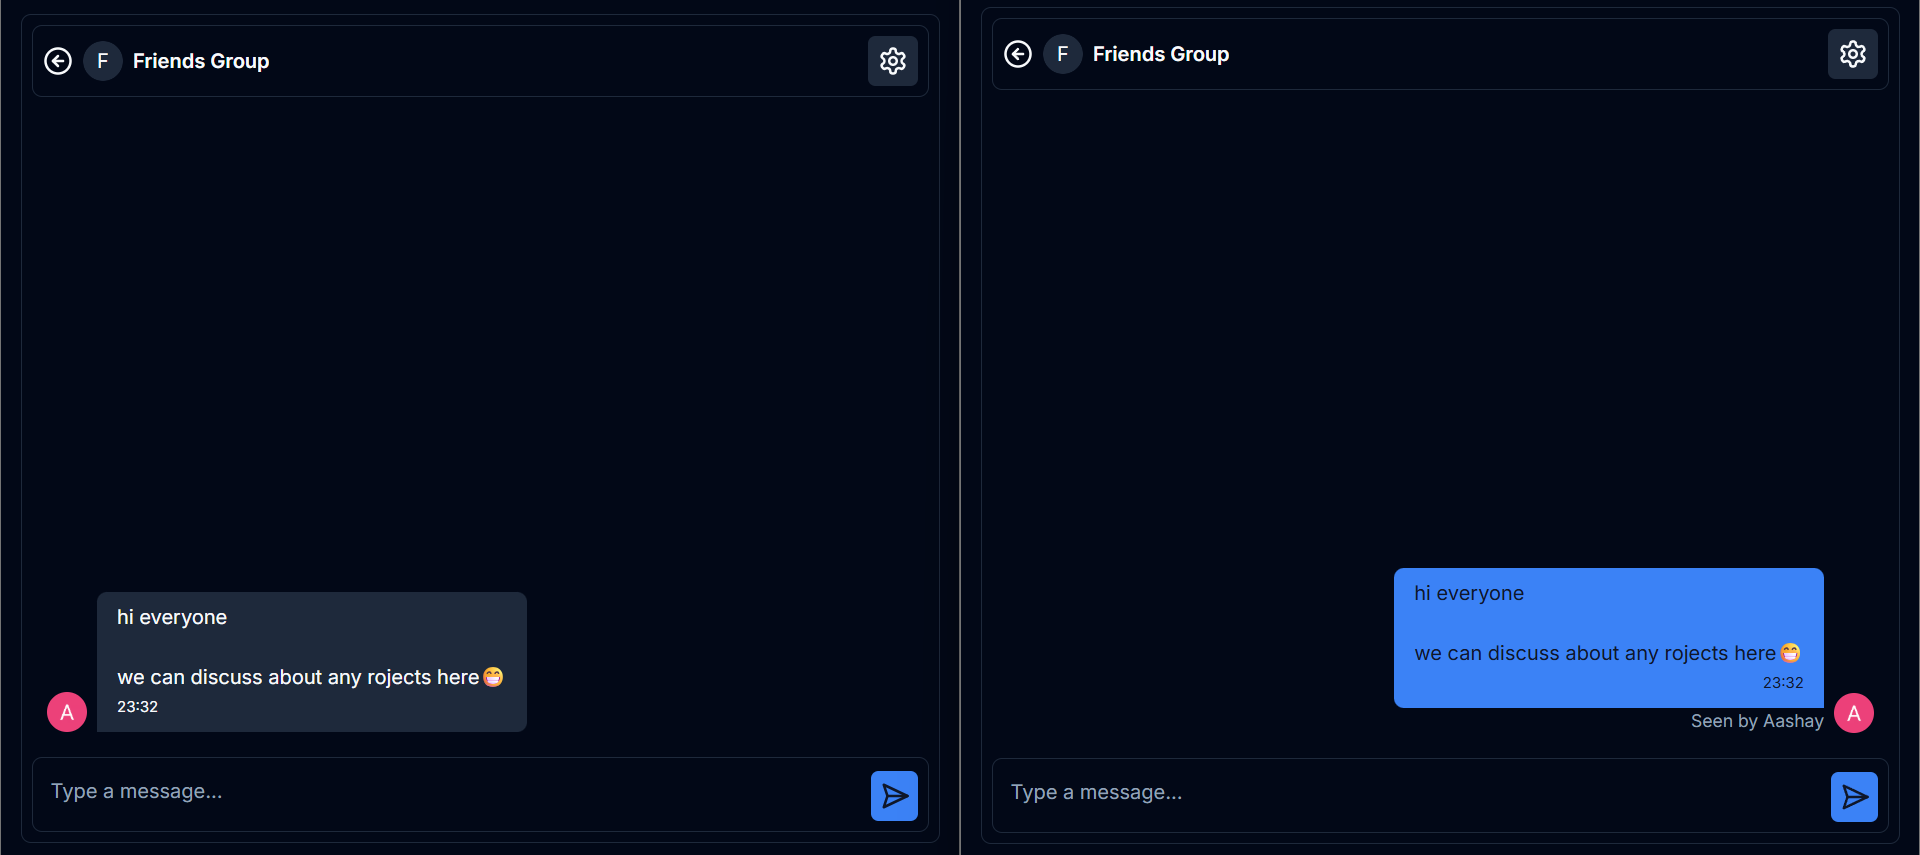 F Friends Group
hi everyone
we can discuss about any rojects here😁
23:32
A
Type a message...
F Friends Group
hi everyone
we can discuss about any rojects here😁
23:32
Seen by Aashay
A
Type a message...